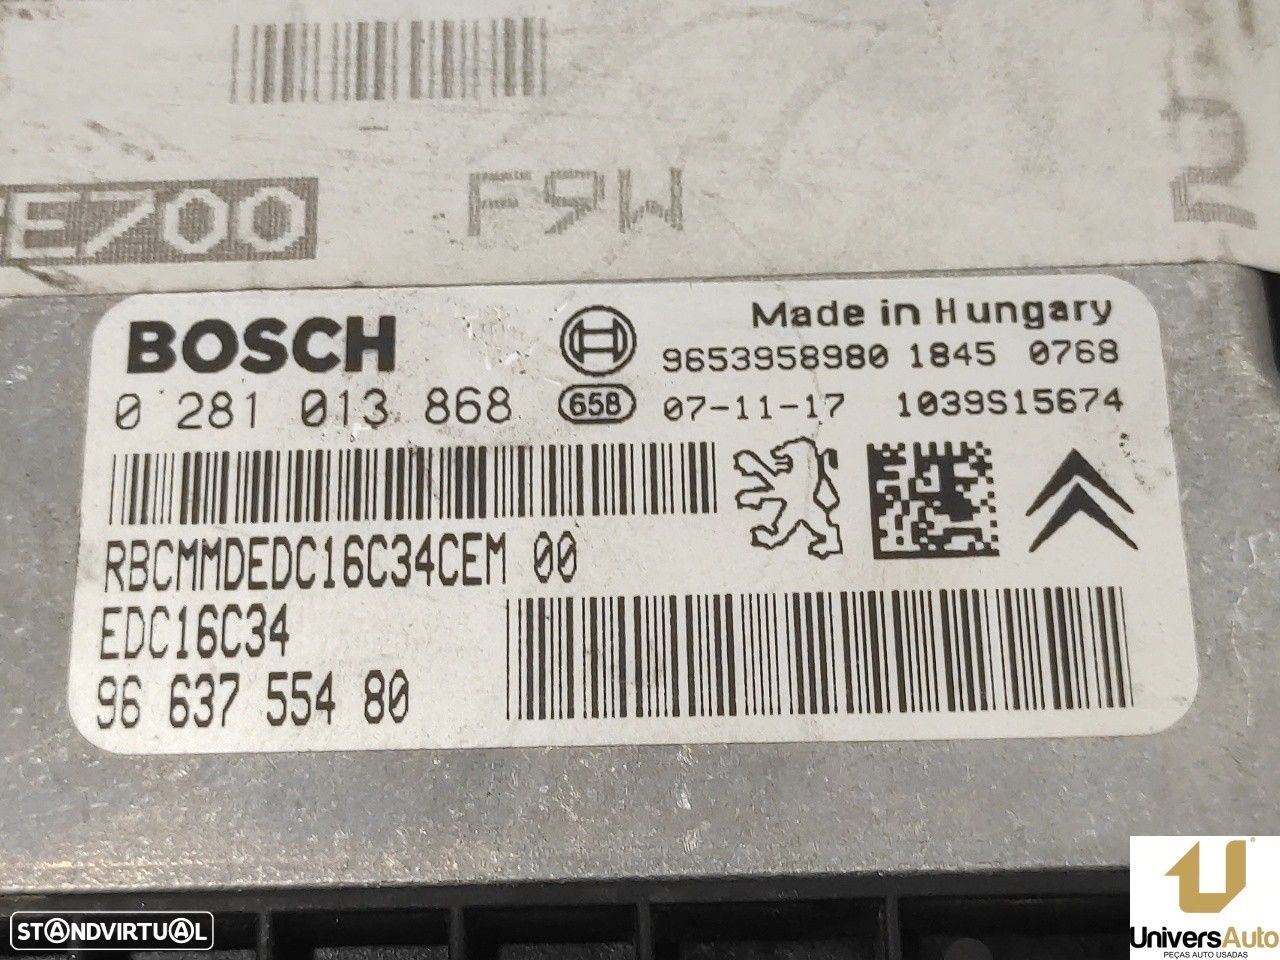 E700 F9W
BOSCH
Made in Hungary
9653958980 1845 0768
0 281 013 868
658
07-11-17 1039S15674
RBCMMDEDC16C34CEM 00
EDC16C34
96 637 554 80
STANDVIRTUAL
UniversAuto
PEÇAS AUTO USADAS